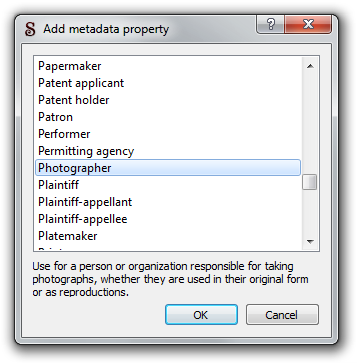 S Add metadata property ?
Papermaker
Patent applicant
Patent holder
Patron
Performer
Permitting agency
Photographer
Plaintiff
Plaintiff-appellant
Plaintiff-appellee
Platemaker
Use for a person or organization responsible for taking
photographs, whether they are used in their original form
or as reproductions.
OK Cancel